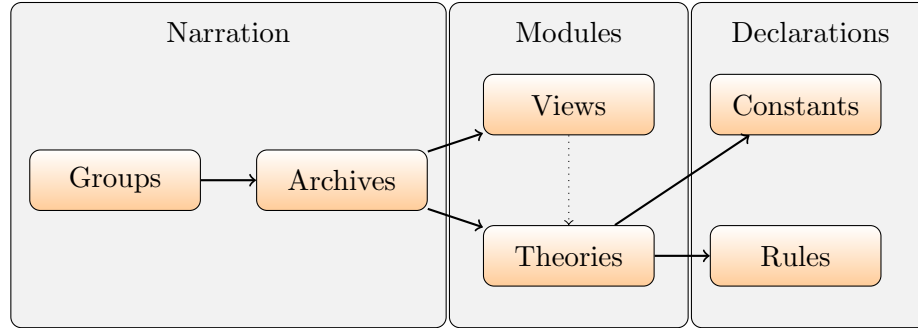 Narration
Modules
Declarations
Views
Constants
Groups
Archives
Theories
Rules